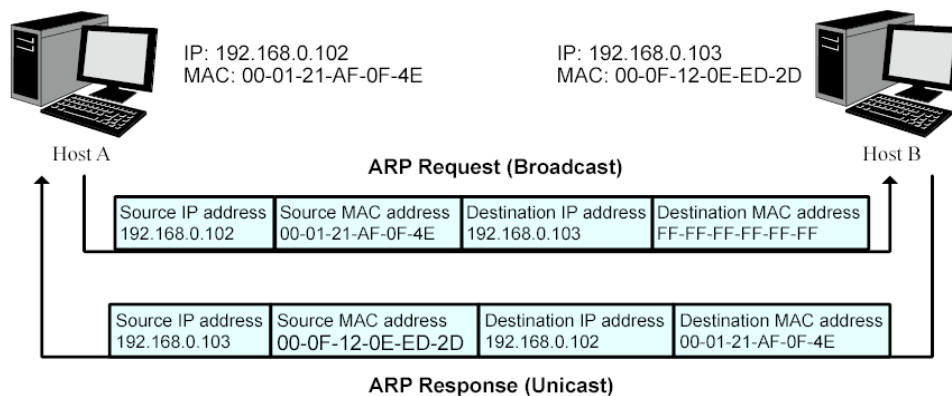 IP: 192.168.0.102
MAC: 00-01-21-AF-0F-4E
IP: 192.168.0.103
MAC: 00-0F-12-0E-ED-2D
Host A
Host B
ARP Request (Broadcast)
Source IP address
192.168.0.102
Source MAC address
00-01-21-AF-0F-4E
Destination IP address
192.168.0.103
Destination MAC address
FF-FF-FF-FF-FF-FF
Source IP address
192.168.0.103
Source MAC address
00-0F-12-0E-ED-2D
Destination IP address
192.168.0.102
Destination MAC address
00-01-21-AF-0F-4E
ARP Response (Unicast)